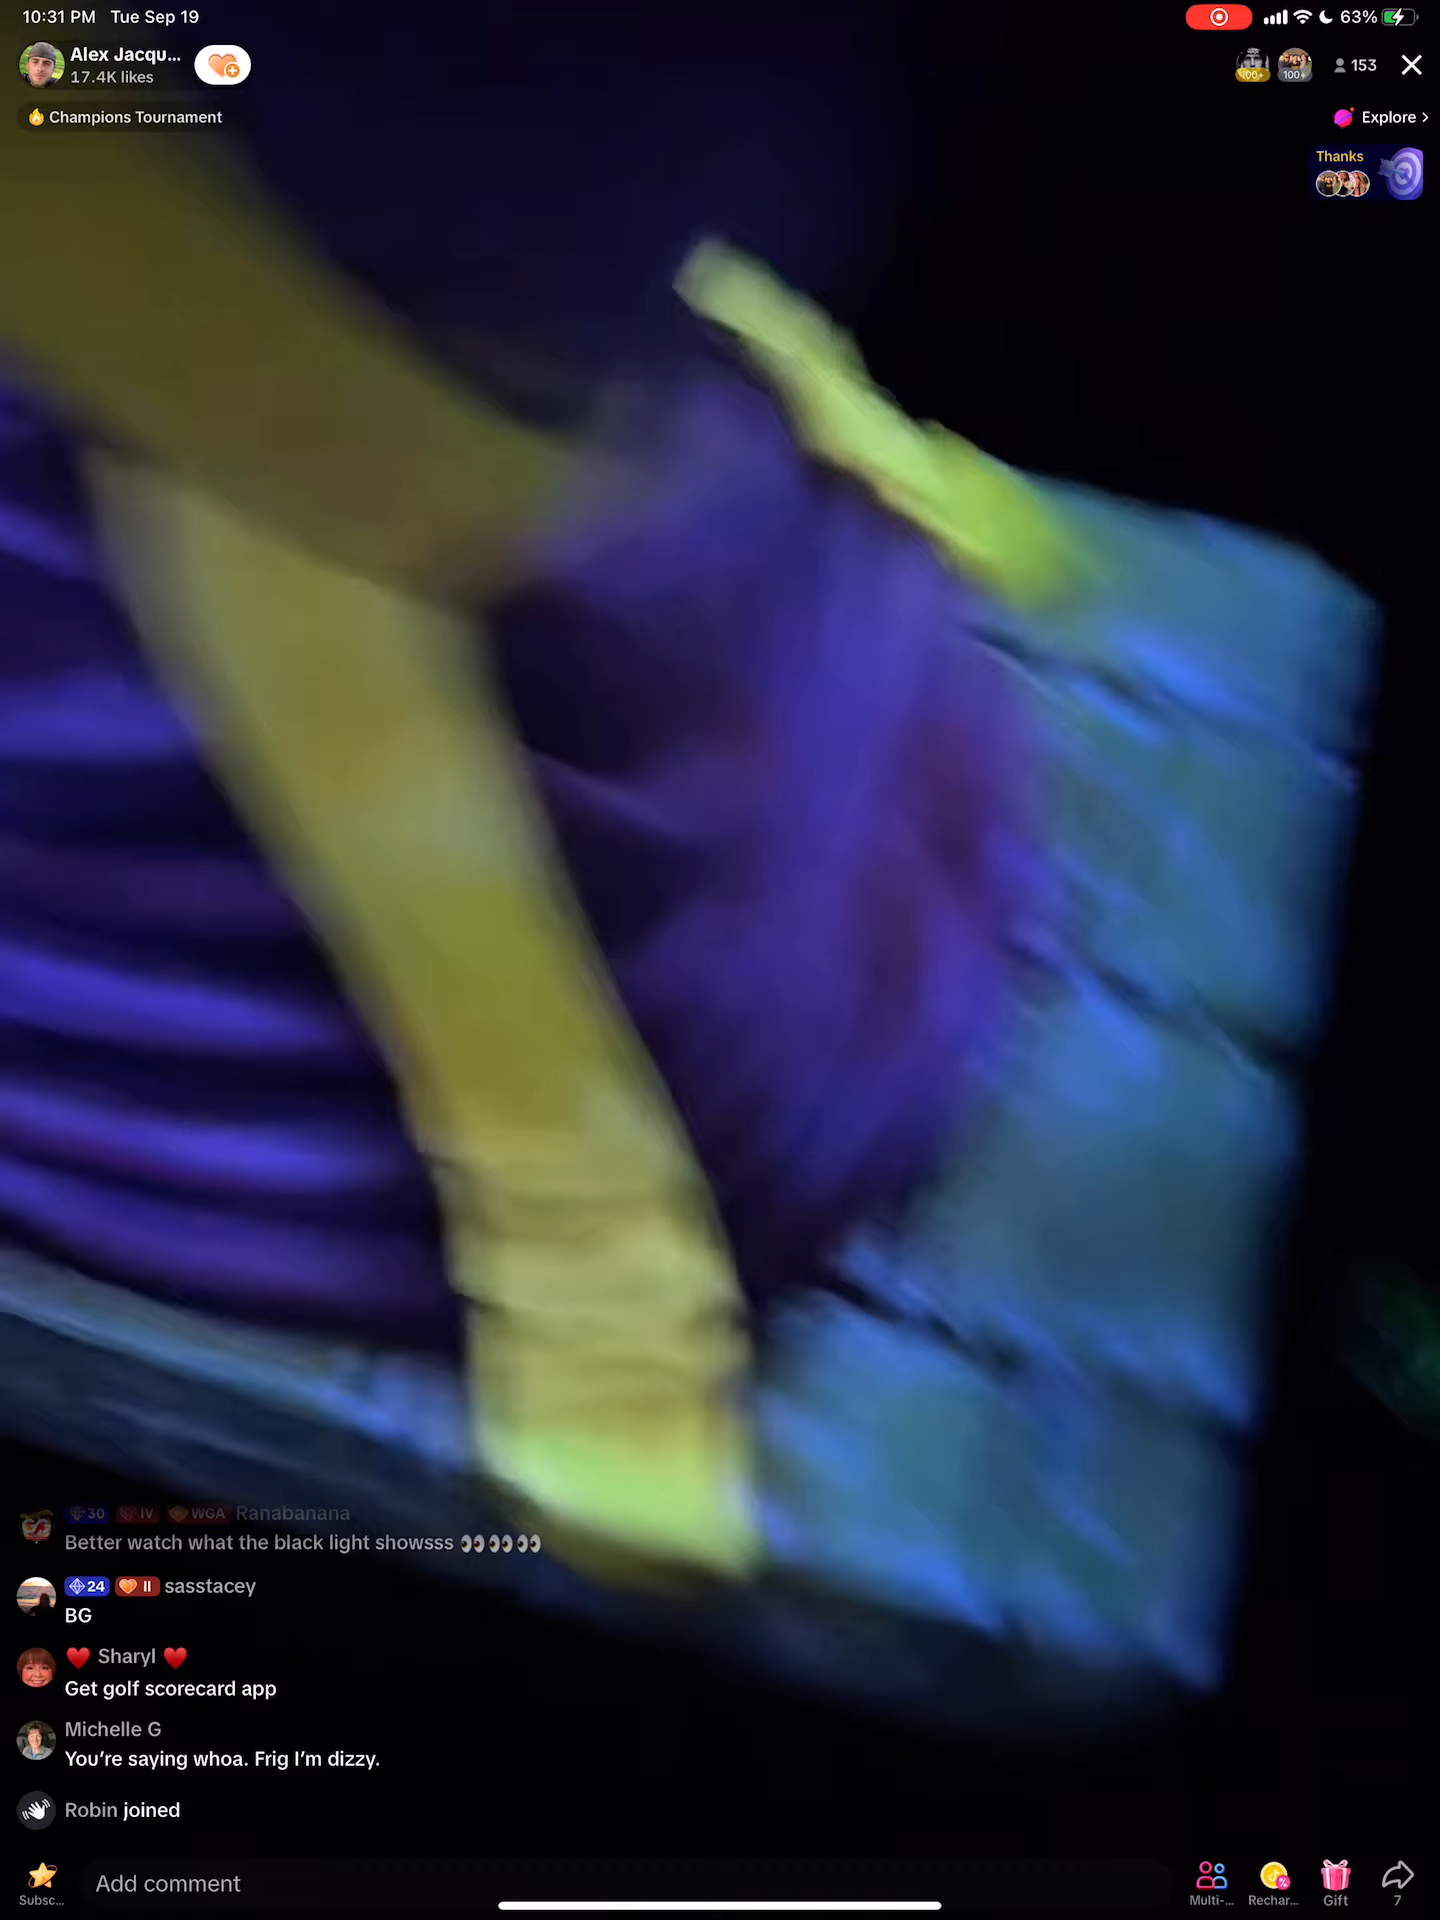 10:31 PM Tue Sep 19
63%
Alex Jacqu...
17.4K likes
100+
100+
153
Champions Tournament
Explore >
Thanks
30 IV WGA Ranabanana
Better watch what the black light showsss 👀👀👀
24 II sasstacey
BG
♥ Sharyl ♥
Get golf scorecard app
Michelle G
You're saying whoa. Frig I'm dizzy.
Robin joined
Subsc...
Add comment
Multi-...
Rechar...
Gift
7